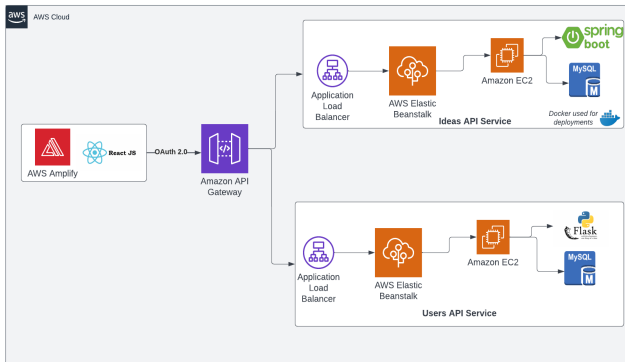 aws
AWS Cloud
AWS Amplify
React JS
OAuth 2.0
Amazon API
Gateway
Application
Load
Balancer
AWS Elastic
Beanstalk
Amazon EC2
spring
boot
MySQL
M
Ideas API Service
Docker used for
deployments
Application
Load
Balancer
AWS Elastic
Beanstalk
Amazon EC2
Flask
MySQL
M
Users API Service